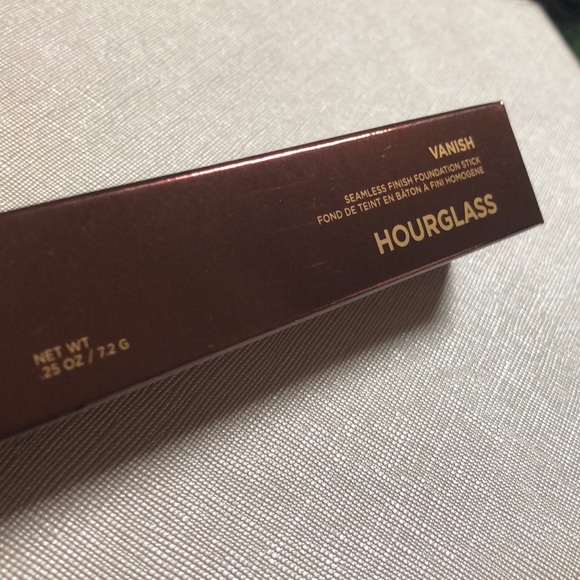 VANISH
SEAMLESS FINISH FOUNDATION STICK
FOND DE TEINT EN BÂTON À FINI HOMOGÈNE
HOURGLASS
NET WT
.25 OZ / 7.2 G